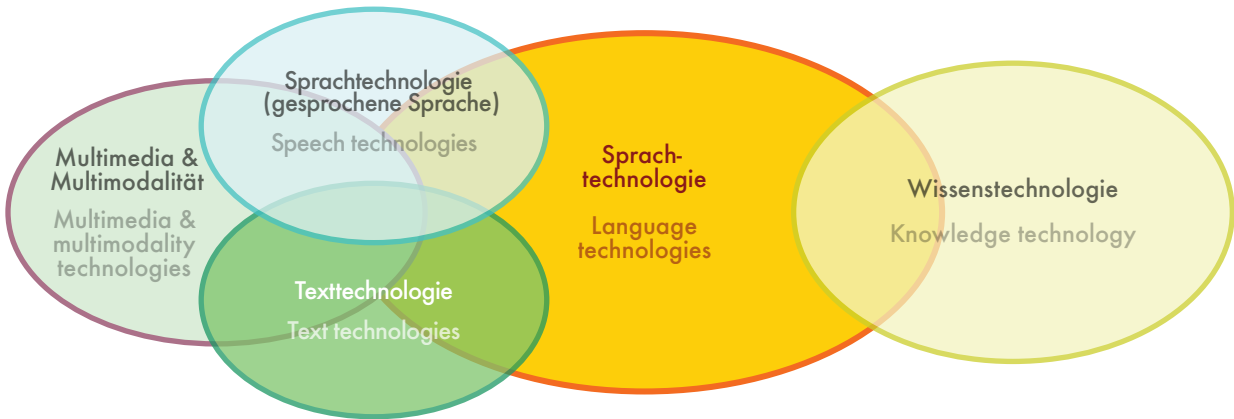 Sprachtechnologie
(gesprochene Sprache)
Speech technologies
Multimedia &
Multimodalität
Multimedia &
multimodality
technologies
Texttechnologie
Text technologies
Sprach-
technologie
Language
technologies
Wissenstechnologie
Knowledge technology